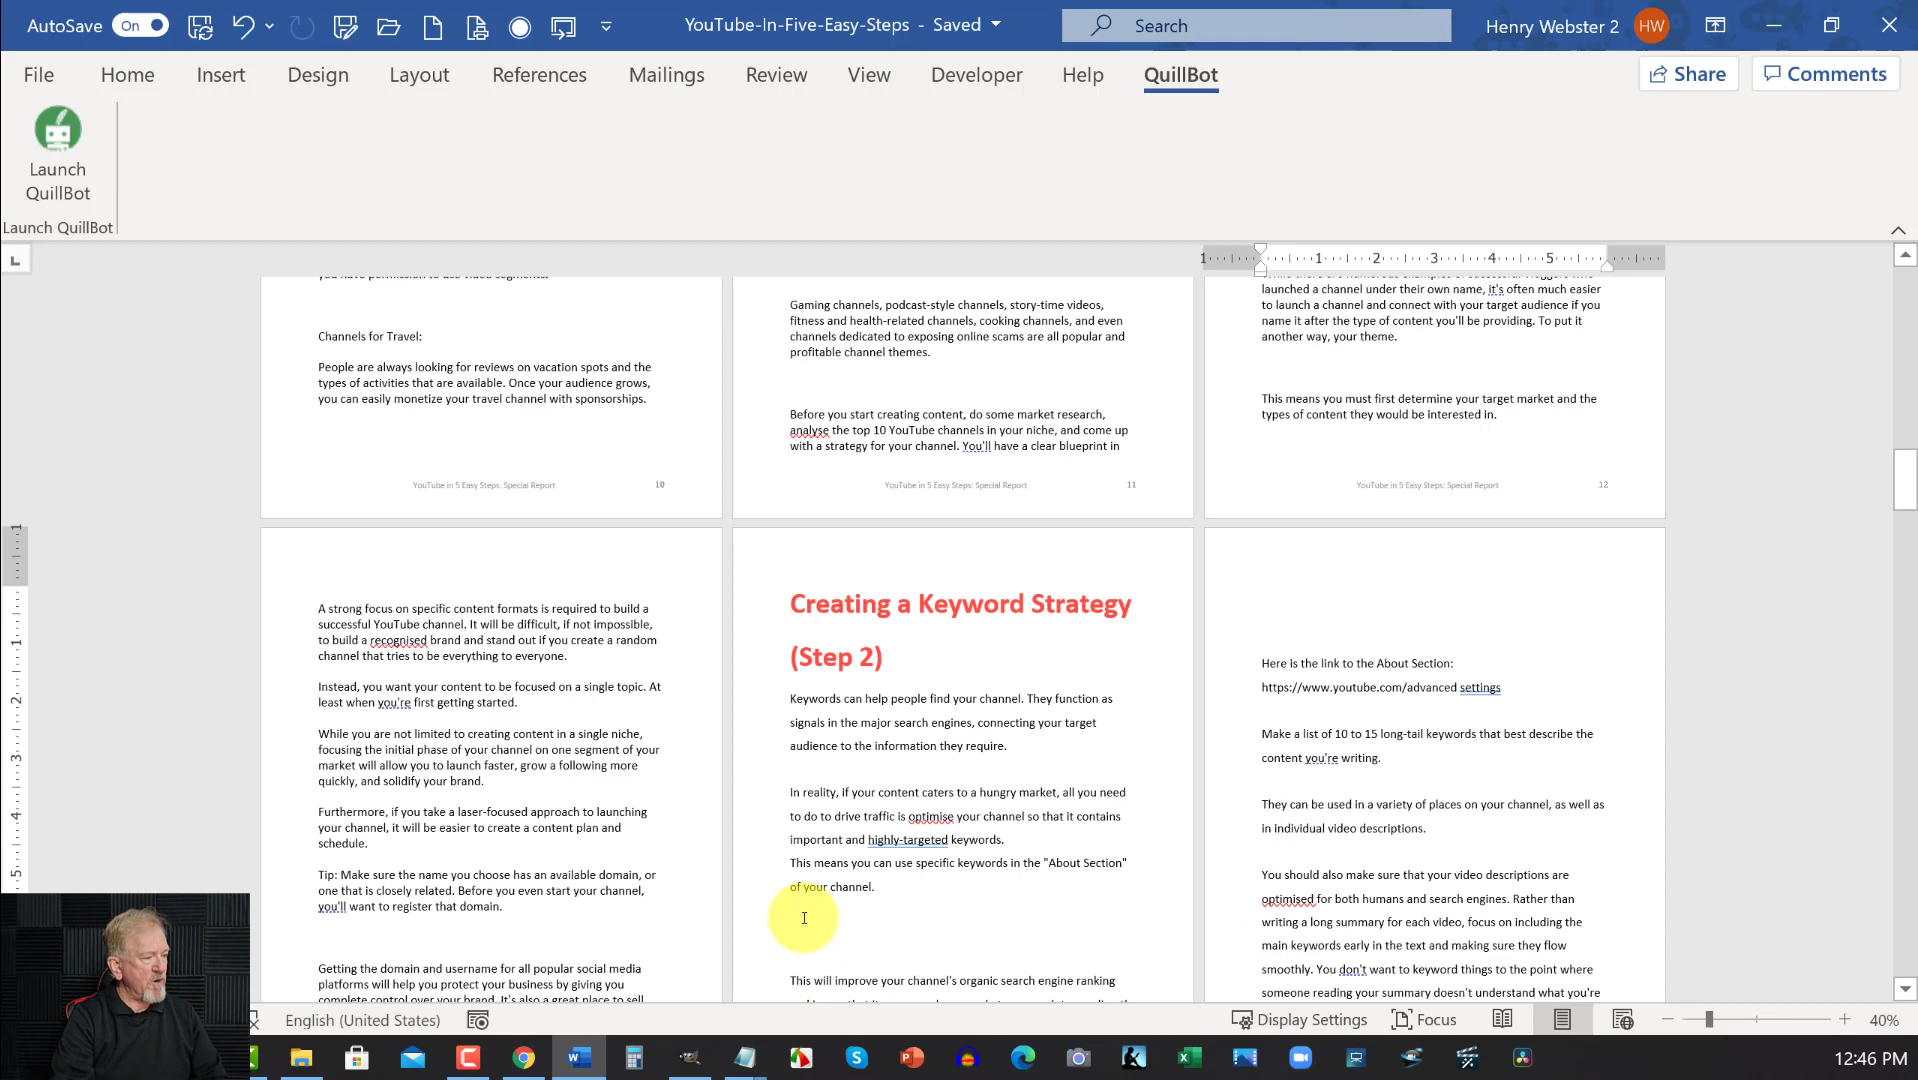 AutoSave On YouTube-In-Five-Easy-Steps - Saved Search Henry Webster 2 HW
File Home Insert Design Layout References Mailings Review View Developer Help QuillBot Share Comments
Launch
QuillBot
Launch QuillBot
1 1 2 3 4 5
you have permission to use video segments.
Channels for Travel:
People are always looking for reviews on vacation spots and the
types of activities that are available. Once your audience grows,
you can easily monetize your travel channel with sponsorships.
YouTube in 5 Easy Steps: Special Report 10
Gaming channels, podcast-style channels, story-time videos,
fitness and health-related channels, cooking channels, and even
channels dedicated to exposing online scams are all popular and
profitable channel themes.
Before you start creating content, do some market research,
analyse the top 10 YouTube channels in your niche, and come up
with a strategy for your channel. You'll have a clear blueprint in
YouTube in 5 Easy Steps: Special Report 11
launched a channel under their own name, it's often much easier
to launch a channel and connect with your target audience if you
name it after the type of content you'll be providing. To put it
another way, your theme.
This means you must first determine your target market and the
types of content they would be interested in.
YouTube in 5 Easy Steps: Special Report 12
1
1
2
3
4
5
A strong focus on specific content formats is required to build a
successful YouTube channel. It will be difficult, if not impossible,
to build a recognised brand and stand out if you create a random
channel that tries to be everything to everyone.
Instead, you want your content to be focused on a single topic. At
least when you're first getting started.
While you are not limited to creating content in a single niche,
focusing the initial phase of your channel on one segment of your
market will allow you to launch faster, grow a following more
quickly, and solidify your brand.
Furthermore, if you take a laser-focused approach to launching
your channel, it will be easier to create a content plan and
schedule.
Tip: Make sure the name you choose has an available domain, or
one that is closely related. Before you even start your channel,
you'll want to register that domain.
Getting the domain and username for all popular social media
platforms will help you protect your business by giving you
complete control over your brand. It's also a great place to sell
Creating a Keyword Strategy
(Step 2)
Keywords can help people find your channel. They function as
signals in the major search engines, connecting your target
audience to the information they require.
In reality, if your content caters to a hungry market, all you need
to do to drive traffic is optimise your channel so that it contains
important and highly-targeted keywords.
This means you can use specific keywords in the "About Section"
of your channel.
This will improve your channel's organic search engine ranking
Here is the link to the About Section:
https://www.youtube.com/advanced settings
Make a list of 10 to 15 long-tail keywords that best describe the
content you're writing.
They can be used in a variety of places on your channel, as well as
in individual video descriptions.
You should also make sure that your video descriptions are
optimised for both humans and search engines. Rather than
writing a long summary for each video, focus on including the
main keywords early in the text and making sure they flow
smoothly. You don't want to keyword things to the point where
someone reading your summary doesn't understand what you're
English (United States) Display Settings Focus 40%
12:46 PM